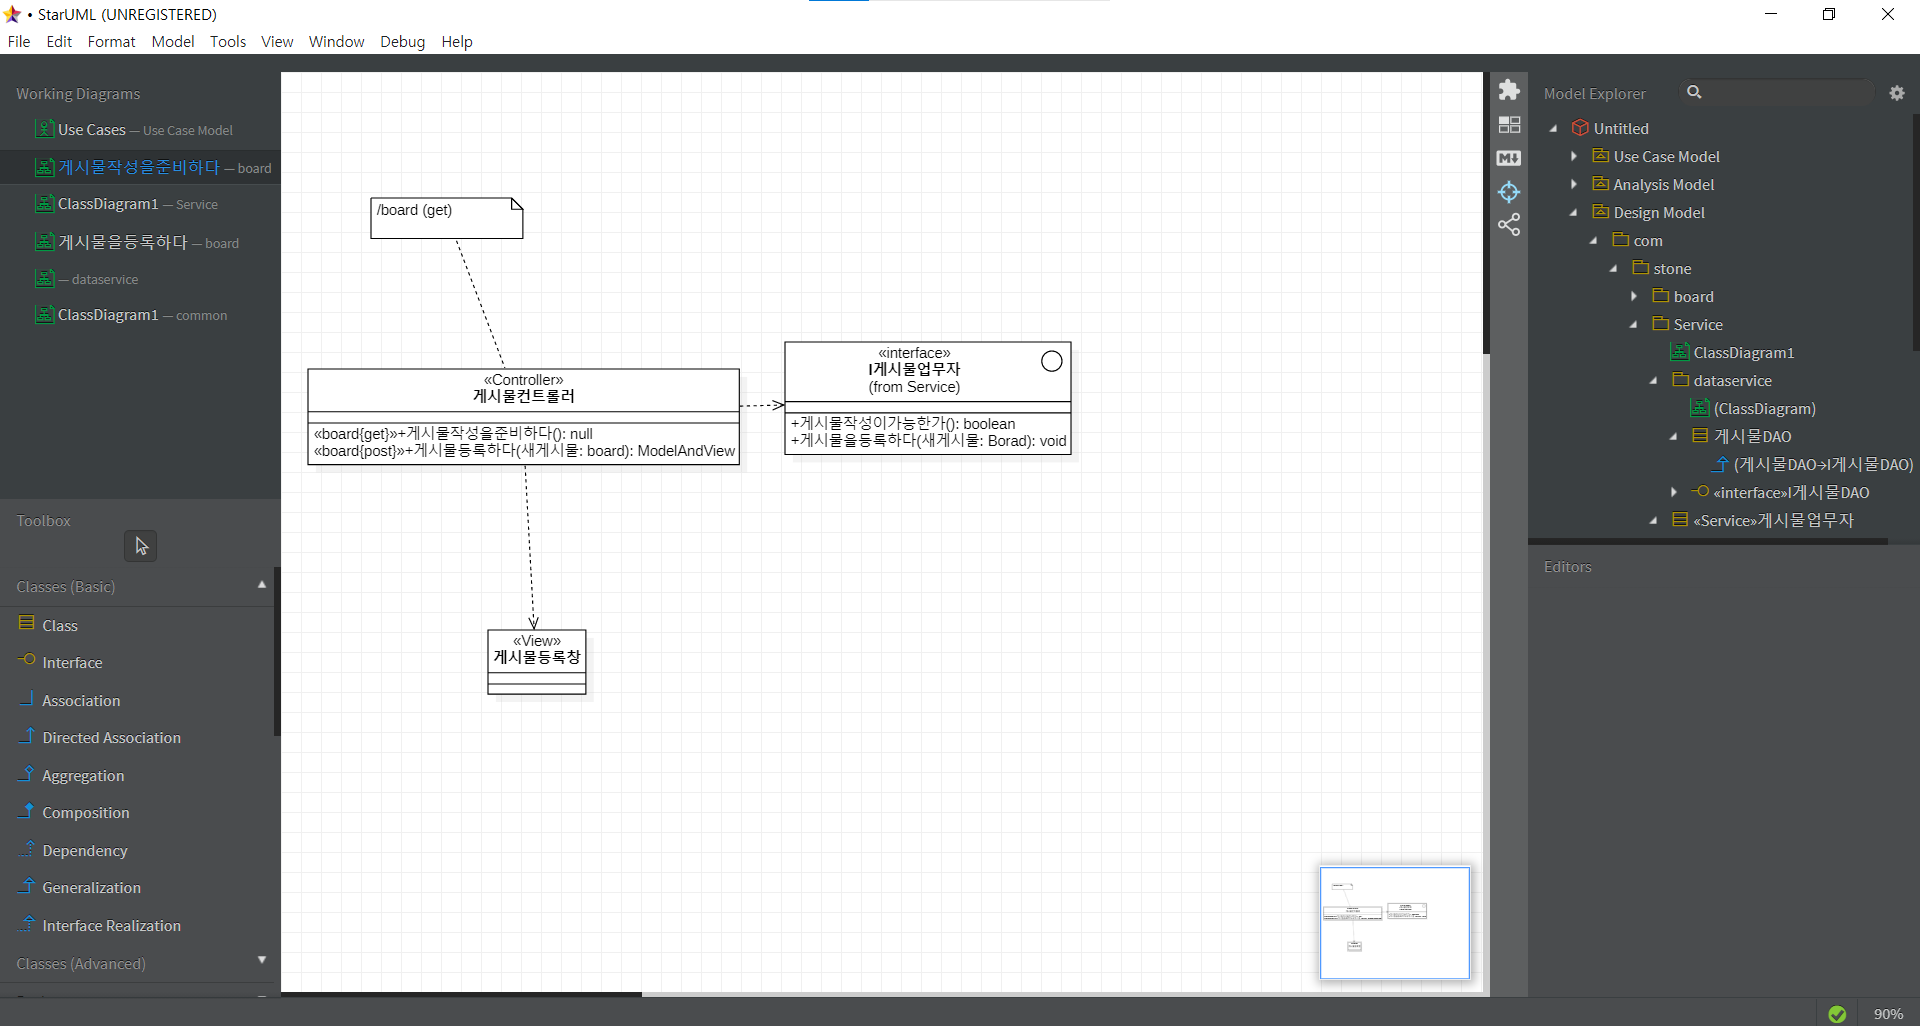 • StarUML (UNREGISTERED)
File Edit Format Model Tools View Window Debug Help
Working Diagrams
Use Cases — Use Case Model
게시물작성을준비하다 — board
ClassDiagram1 — Service
게시물을등록하다 — board
— dataservice
ClassDiagram1 — common
Toolbox
Classes (Basic)
Class
Interface
Association
Directed Association
Aggregation
Composition
Dependency
Generalization
Interface Realization
Classes (Advanced)
/board (get)
«Controller»
게시물컨트롤러
«board{get}»+게시물작성을준비하다(): null
«board{post}»+게시물등록하다(새게시물: board): ModelAndView
«interface»
I게시물업무자
(from Service)
+게시물작성이가능한가(): boolean
+게시물을등록하다(새게시물: Borad): void
«View»
게시물등록창
M
Model Explorer
Untitled
Use Case Model
Analysis Model
Design Model
com
stone
board
Service
ClassDiagram1
dataservice
(ClassDiagram)
게시물DAO
(게시물DAO→I게시물DAO)
«interface»I게시물DAO
«Service»게시물업무자
Editors
90%